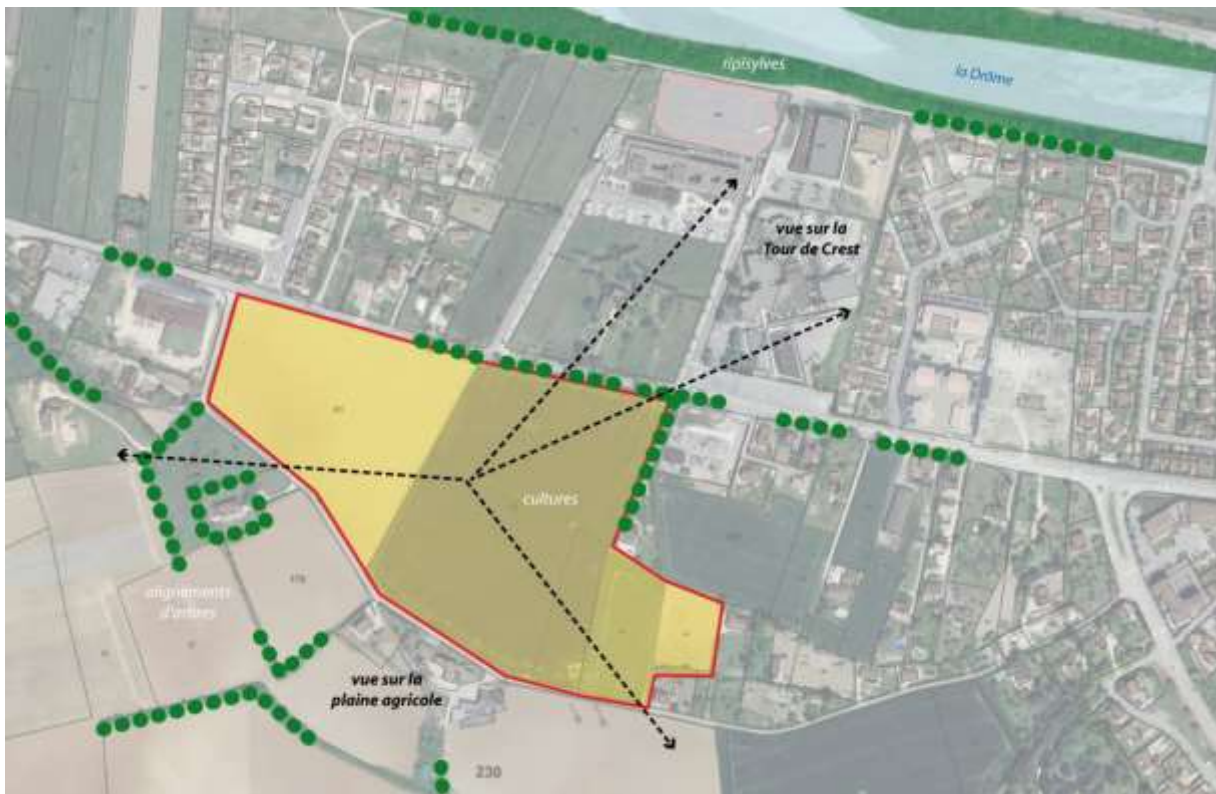 ripisylves
la Drôme
vue sur la
Tour de Crest
cultures
alignements
d'arbres
vue sur la
plaine agricole
230